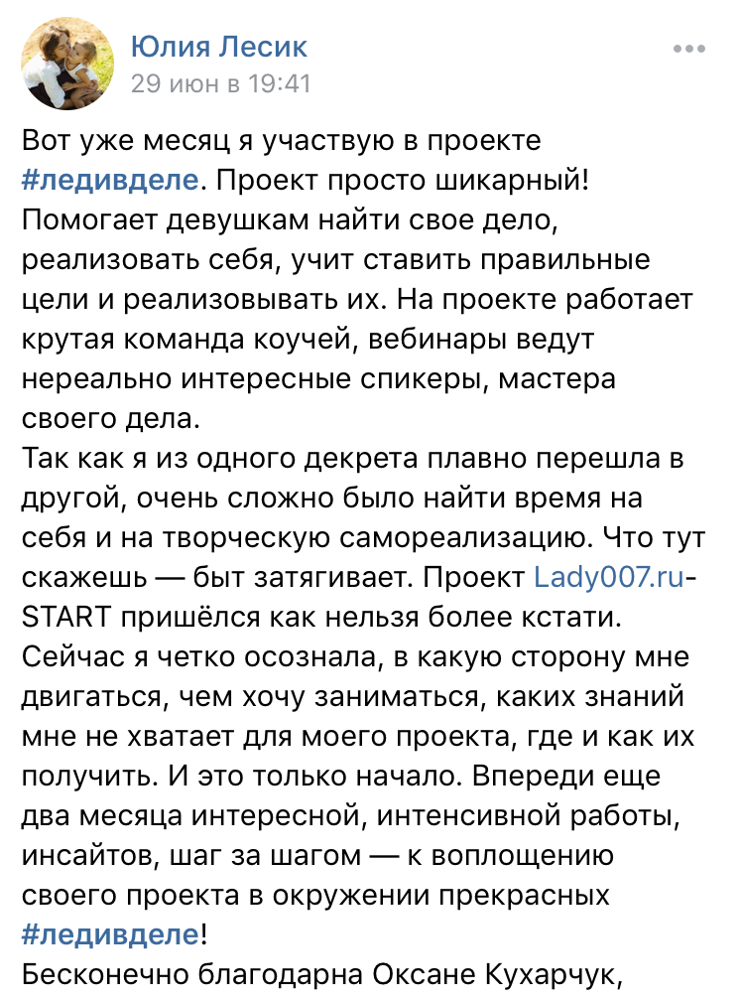 Юлия Лесик
29 июн в 19:41
Вот уже месяц я участвую в проекте
#ледивделе. Проект просто шикарный!
Помогает девушкам найти свое дело,
реализовать себя, учит ставить правильные
цели и реализовывать их. На проекте работает
крутая команда коучей, вебинары ведут
нереально интересные спикеры, мастера
своего дела.
Так как я из одного декрета плавно перешла в
другой, очень сложно было найти время на
себя и на творческую самореализацию. Что тут
скажешь — быт затягивает. Проект Lady007.ru-
START пришёлся как нельзя более кстати.
Сейчас я четко осознала, в какую сторону мне
двигаться, чем хочу заниматься, каких знаний
мне не хватает для моего проекта, где и как их
получить. И это только начало. Впереди еще
два месяца интересной, интенсивной работы,
инсайтов, шаг за шагом — к воплощению
своего проекта в окружении прекрасных
#ледивделе!
Бесконечно благодарна Оксане Кухарчук,